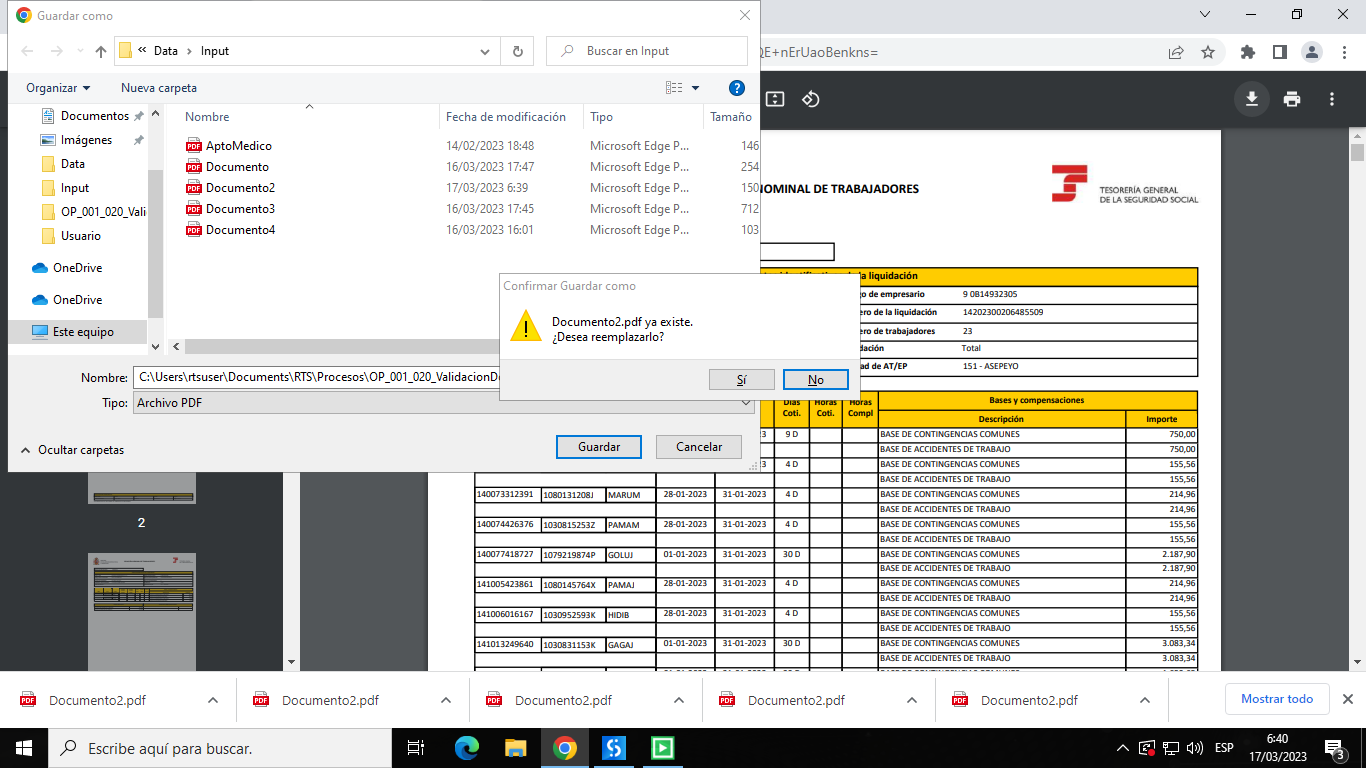 Guardar como
Data
Input
Buscar en Input
QE+nErUaoBenkns=
Organizar
Nueva carpeta
?
Documentos
Imágenes
Data
Input
OP_001_020_Vali
Usuario
OneDrive
OneDrive
Este equipo
Nombre Fecha de modificación Tipo Tamaño
PDF AptoMedico 14/02/2023 18:48 Microsoft Edge P... 146
PDF Documento 16/03/2023 17:47 Microsoft Edge P... 254
PDF Documento2 17/03/2023 6:39 Microsoft Edge P... 150
PDF Documento3 16/03/2023 17:45 Microsoft Edge P... 712
PDF Documento4 16/03/2023 16:01 Microsoft Edge P... 103
Nombre: C:\Users\rtsuser\Documents\RTS\Procesos\OP_001_020_ValidacionDo
Tipo: Archivo PDF
Ocultar carpetas
Guardar Cancelar
Confirmar Guardar como
Documento2.pdf ya existe.
¿Desea reemplazarlo?
Sí No
NOMINAL DE TRABAJADORES
TESORERÍA GENERAL
DE LA SEGURIDAD SOCIAL
la liquidación
go de empresario 9 0B14932305
ero de la liquidación 14202300206485509
ero de trabajadores 23
dación Total
ad de AT/EP 151 - ASEPEYO
Días Coti. Horas Coti. Horas Compl Bases y compensaciones
Descripción Importe
3 9 D BASE DE CONTINGENCIAS COMUNES 750,00
BASE DE ACCIDENTES DE TRABAJO 750,00
3 4 D BASE DE CONTINGENCIAS COMUNES 155,56
BASE DE ACCIDENTES DE TRABAJO 155,56
140073312391 1080131208J MARUM 28-01-2023 31-01-2023 4 D BASE DE CONTINGENCIAS COMUNES 214,96
BASE DE ACCIDENTES DE TRABAJO 214,96
140074426376 1030815253Z PAMAM 28-01-2023 31-01-2023 4 D BASE DE CONTINGENCIAS COMUNES 155,56
BASE DE ACCIDENTES DE TRABAJO 155,56
140077418727 1079219874P GOLUJ 01-01-2023 31-01-2023 30 D BASE DE CONTINGENCIAS COMUNES 2.187,90
BASE DE ACCIDENTES DE TRABAJO 2.187,90
141005423861 1080145764X PAMAJ 28-01-2023 31-01-2023 4 D BASE DE CONTINGENCIAS COMUNES 214,96
BASE DE ACCIDENTES DE TRABAJO 214,96
141006016167 1030952593K HIDIB 28-01-2023 31-01-2023 4 D BASE DE CONTINGENCIAS COMUNES 155,56
BASE DE ACCIDENTES DE TRABAJO 155,56
141013249640 1030831153K GAGAJ 01-01-2023 31-01-2023 30 D BASE DE CONTINGENCIAS COMUNES 3.083,34
BASE DE ACCIDENTES DE TRABAJO 3.083,34
2
PDF Documento2.pdf PDF Documento2.pdf PDF Documento2.pdf PDF Documento2.pdf PDF Documento2.pdf Mostrar todo
Escribe aquí para buscar.
ESP
6:40
17/03/2023
3